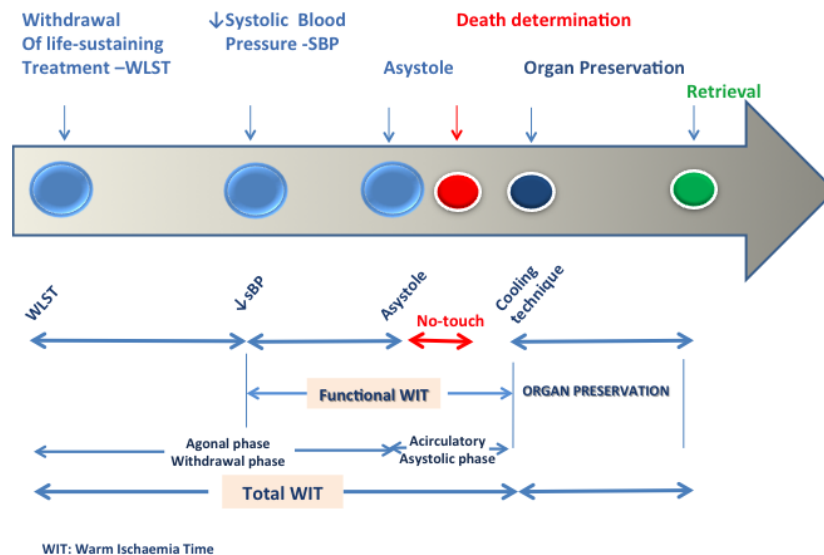 Withdrawal
Of life-sustaining
Treatment –WLST
↓Systolic Blood
Pressure -SBP
Death determination
Asystole
Organ Preservation
Retrieval
WLST
↓sBP
Asystole
No-touch
Cooling
technique
Functional WIT
ORGAN PRESERVATION
Agonal phase
Withdrawal phase
Acirculatory
Asystolic phase
Total WIT
WIT: Warm Ischaemia Time